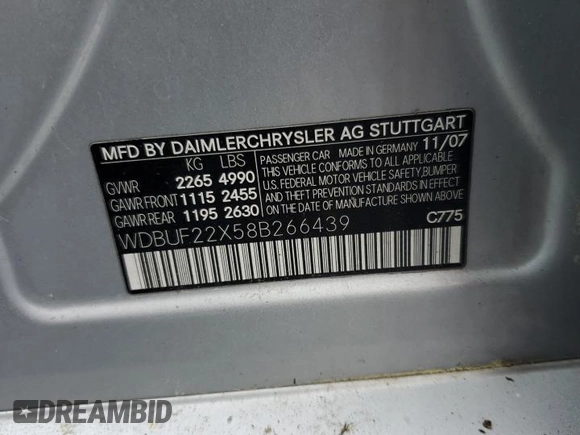 MFD BY DAIMLERCHRYSLER AG STUTTGART
KG LBS
GVWR 2265 4990
GAWR FRONT 1115 2455
GAWR REAR 1195 2630
PASSENGER CAR MADE IN GERMANY 11/07
THIS VEHICLE CONFORMS TO ALL APPLICABLE
U.S. FEDERAL MOTOR VEHICLE SAFETY,BUMPER
AND THEFT PREVENTION STANDARDS IN EFFECT
ON THE DATE OF MANUFACTURE SHOWN ABOVE.
WDBUF22X58B266439
C775
DREAMBID